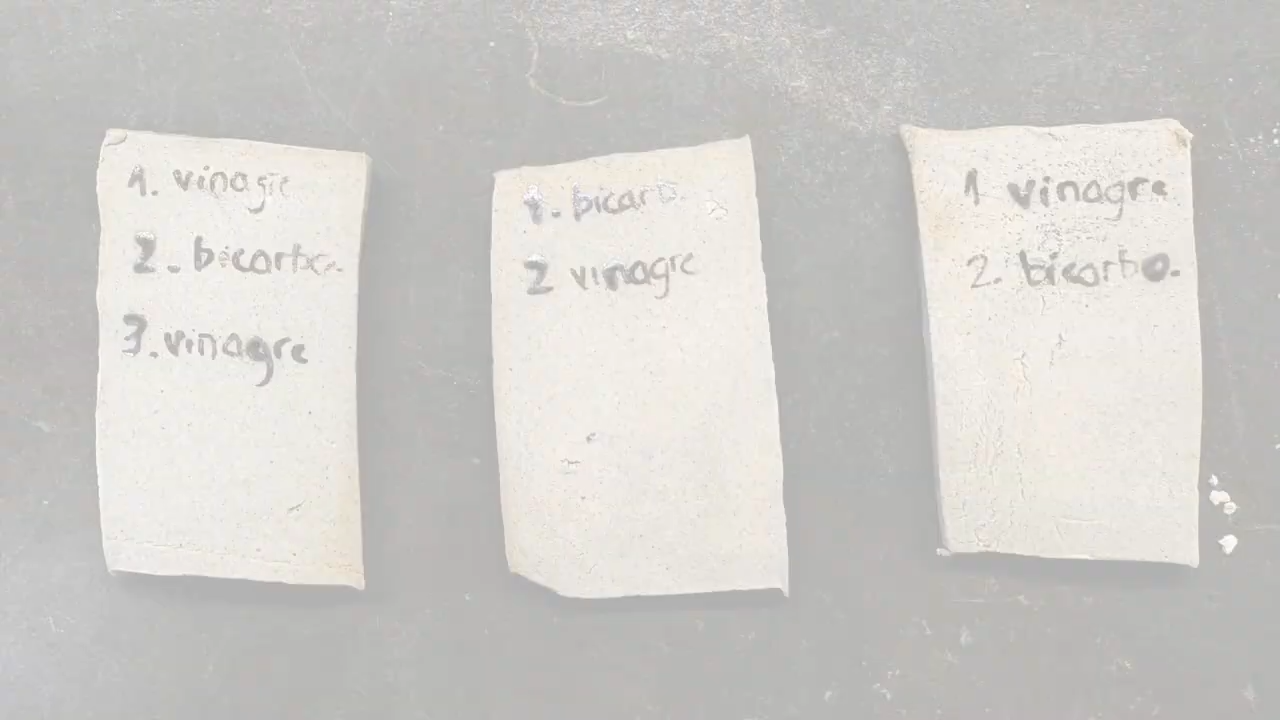 1. vinagre
2. bicarbo.
3. vinagre
1. bicarb
2 vinagre
1 vinagre
2. bicarbo.